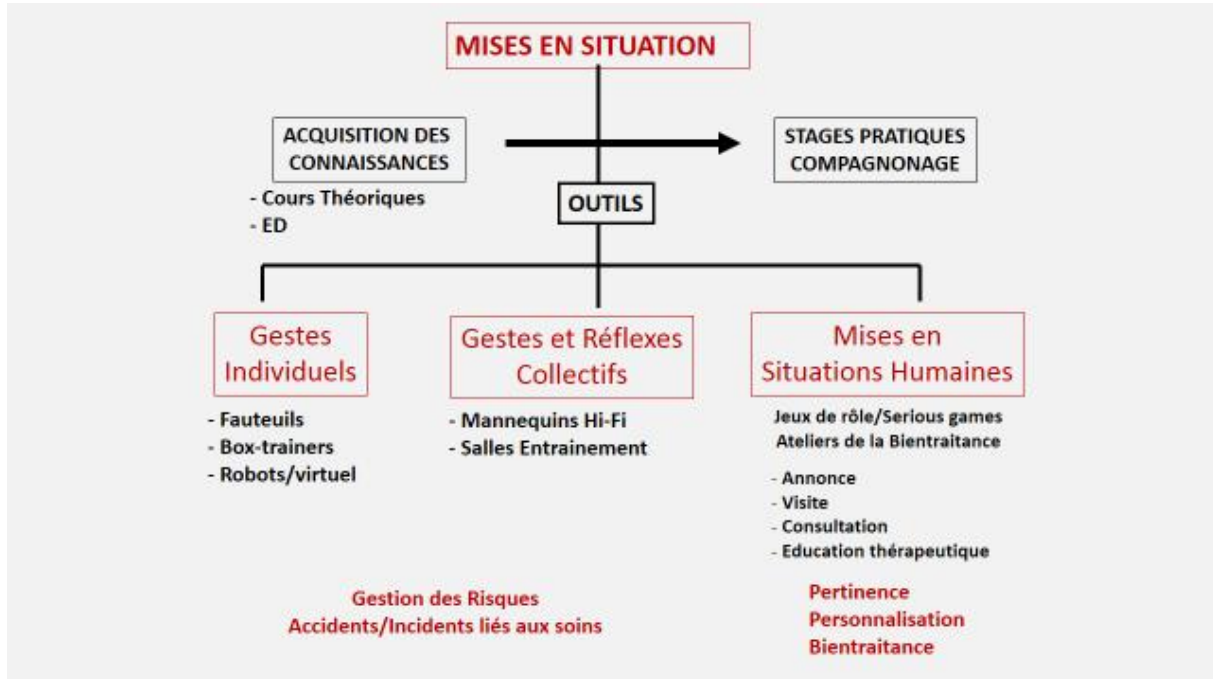 MISES EN SITUATION
ACQUISITION DES
CONNAISSANCES
- Cours Théoriques
- ED
STAGES PRATIQUES
COMPAGNONAGE
OUTILS
Gestes
Individuels
- Fauteuils
- Box-trainers
- Robots/virtuel
Gestes et Réflexes
Collectifs
- Mannequins Hi-Fi
- Salles Entrainement
Mises en
Situations Humaines
Jeux de rôle/Serious games
Ateliers de la Bientraitance
- Annonce
- Visite
- Consultation
- Education thérapeutique
Gestion des Risques
Accidents/Incidents liés aux soins
Pertinence
Personnalisation
Bientraitance